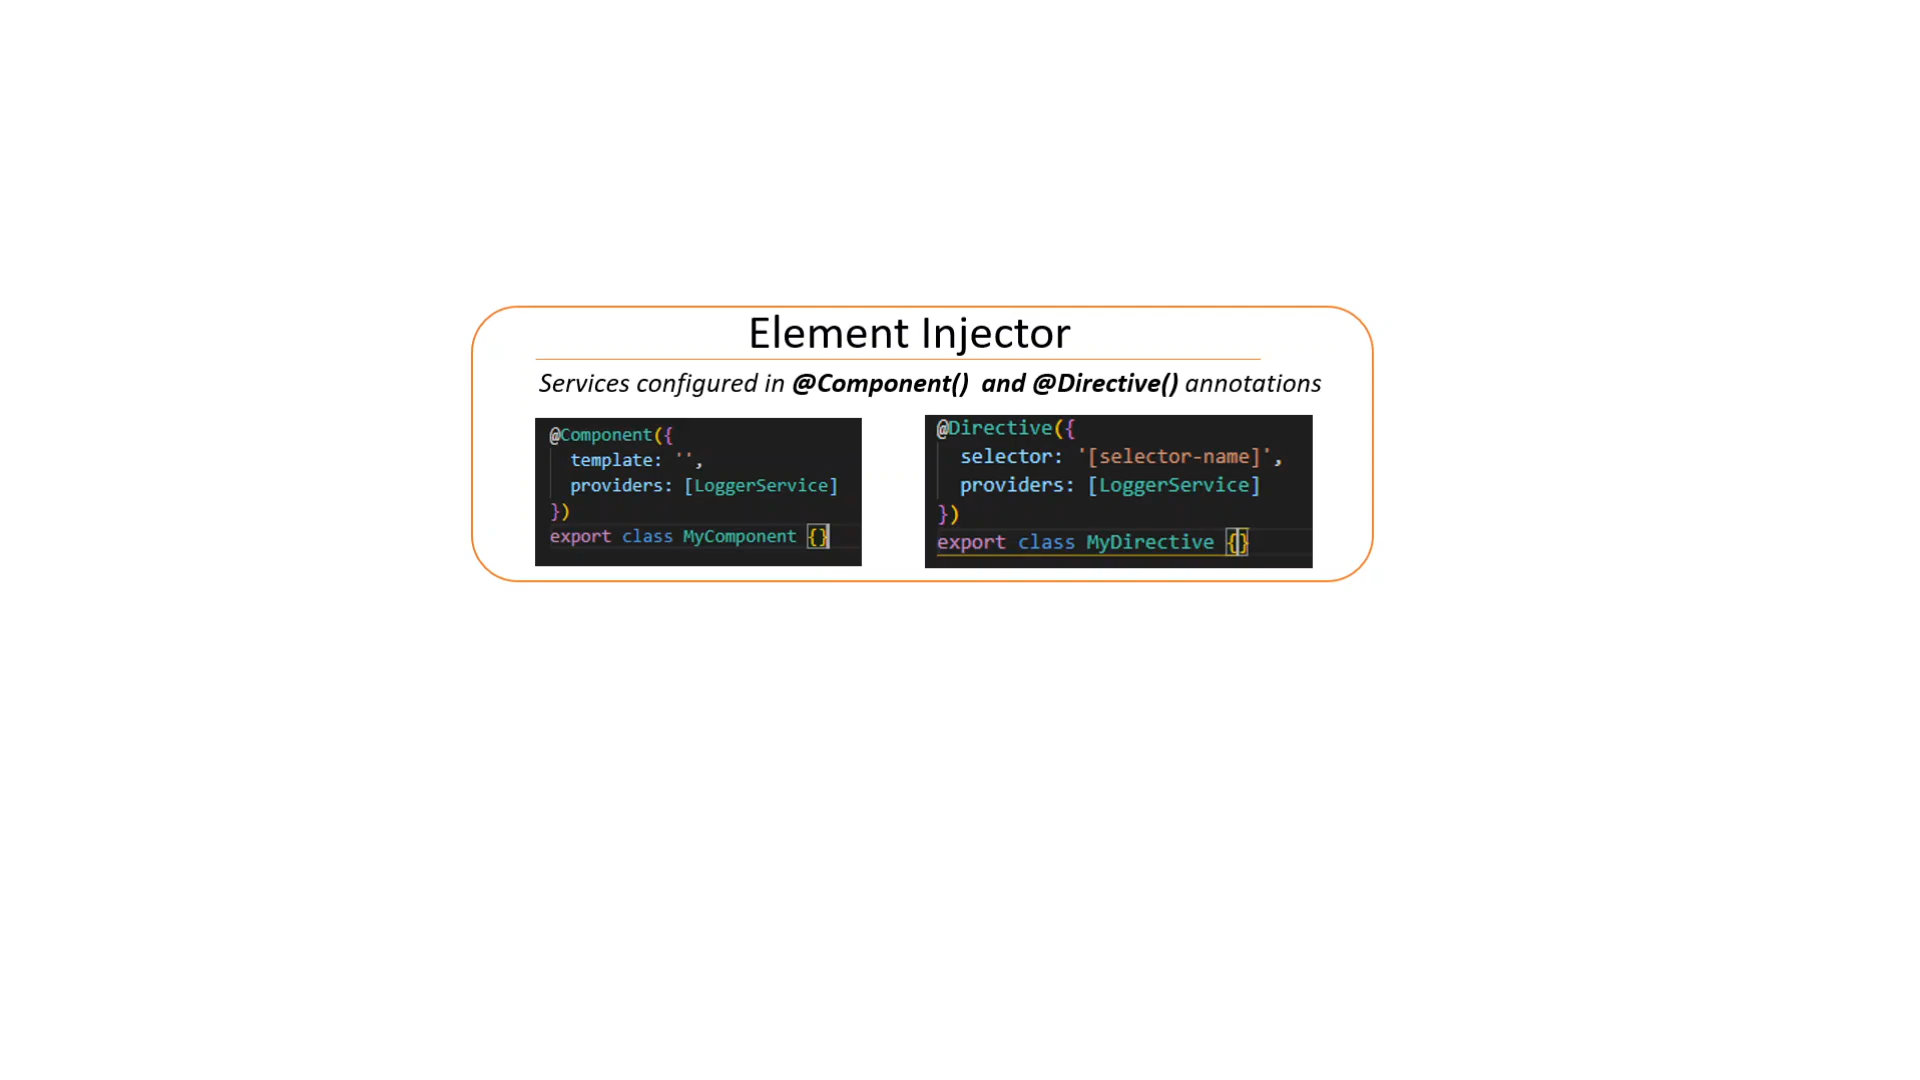 Element Injector
Services configured in @Component()  and @Directive() annotations
@Component({
  template: '',
  providers: [LoggerService]
})
export class MyComponent {}
@Directive({
  selector: '[selector-name]',
  providers: [LoggerService]
})
export class MyDirective {}